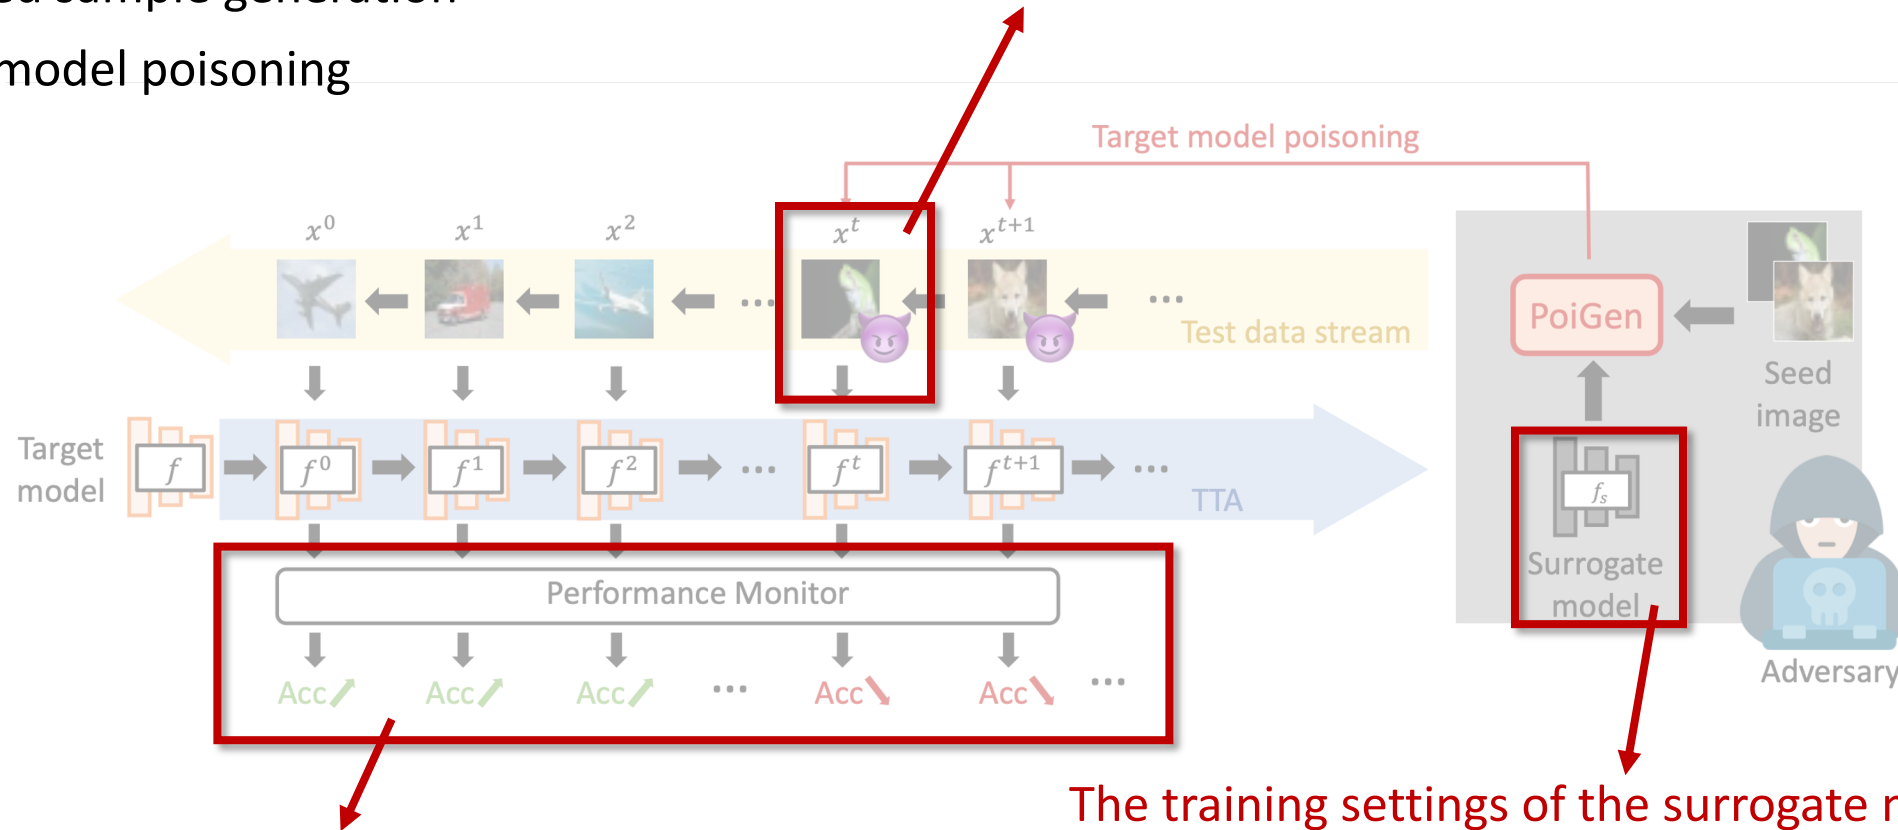 sample generation
model poisoning
Target model poisoning
x^0 x^1 x^2 x^t x^{t+1}
... ...
Test data stream
PoiGen
Seed
image
Target
model
f f^0 f^1 f^2 ... f^t f^{t+1} ...
TTA
f_s
Surrogate
model
Performance Monitor
Acc Acc Acc ... Acc Acc ...
Adversary
The training settings of the surrogate